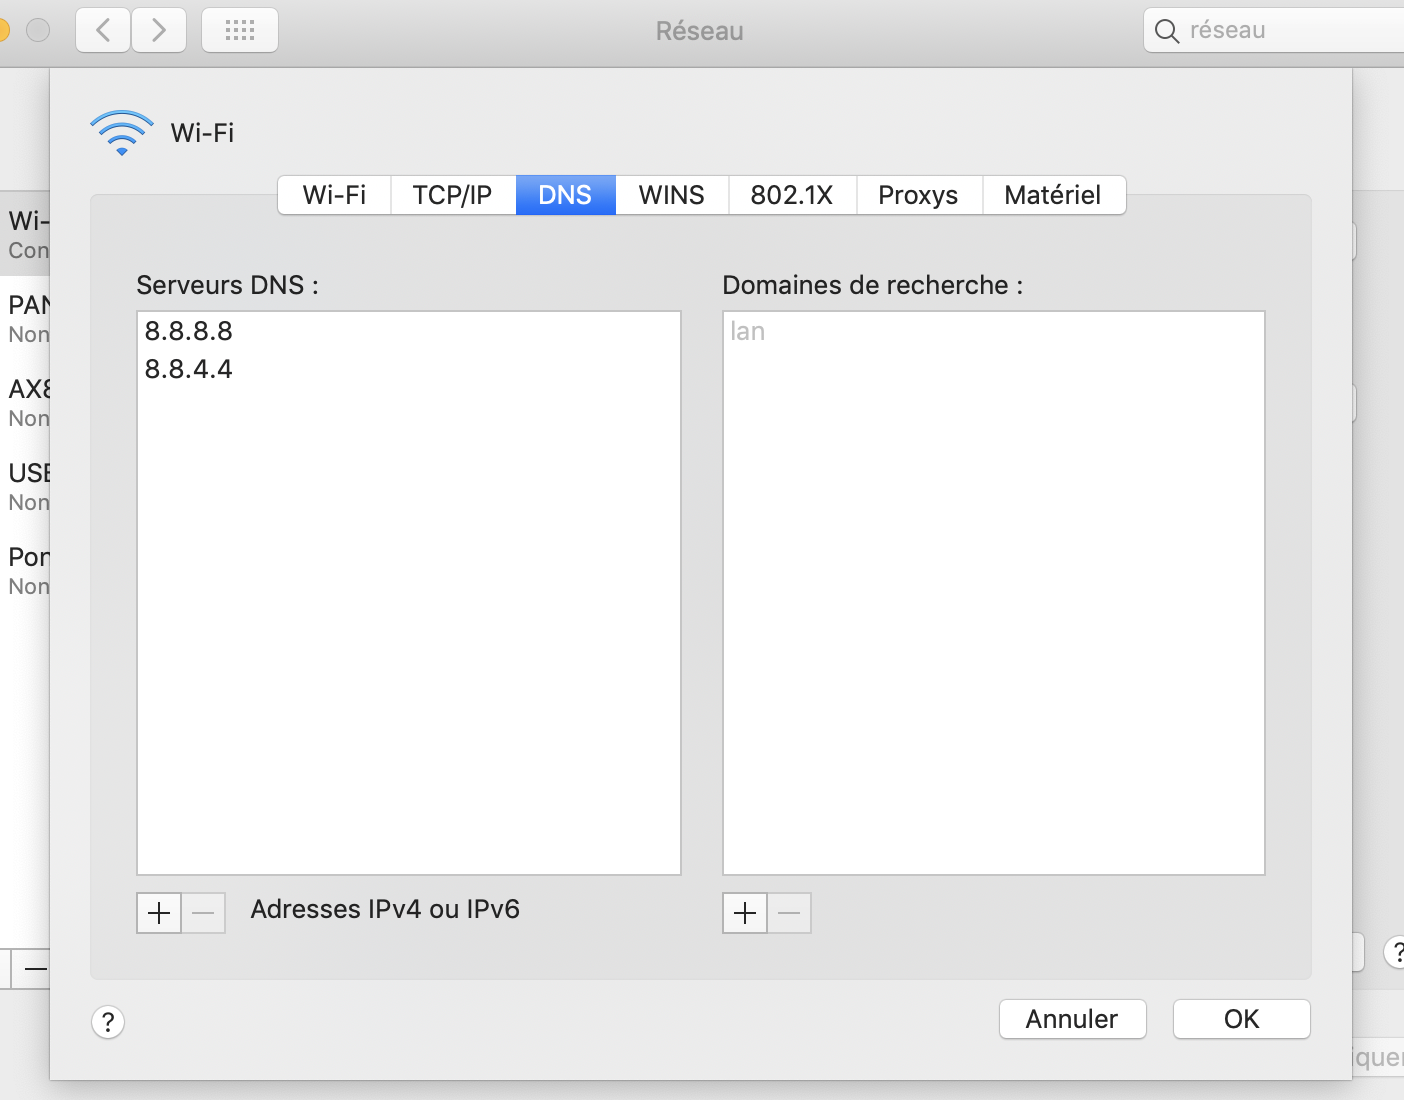 Réseau
réseau
Wi-Fi
Wi-Fi
TCP/IP
DNS
WINS
802.1X
Proxys
Matériel
Wi-
Con
PAN
Non
AX8
Non
USB
Non
Pon
Non
Serveurs DNS :
8.8.8.8
8.8.4.4
Domaines de recherche :
lan
Adresses IPv4 ou IPv6
?
?
Annuler
OK
iquer